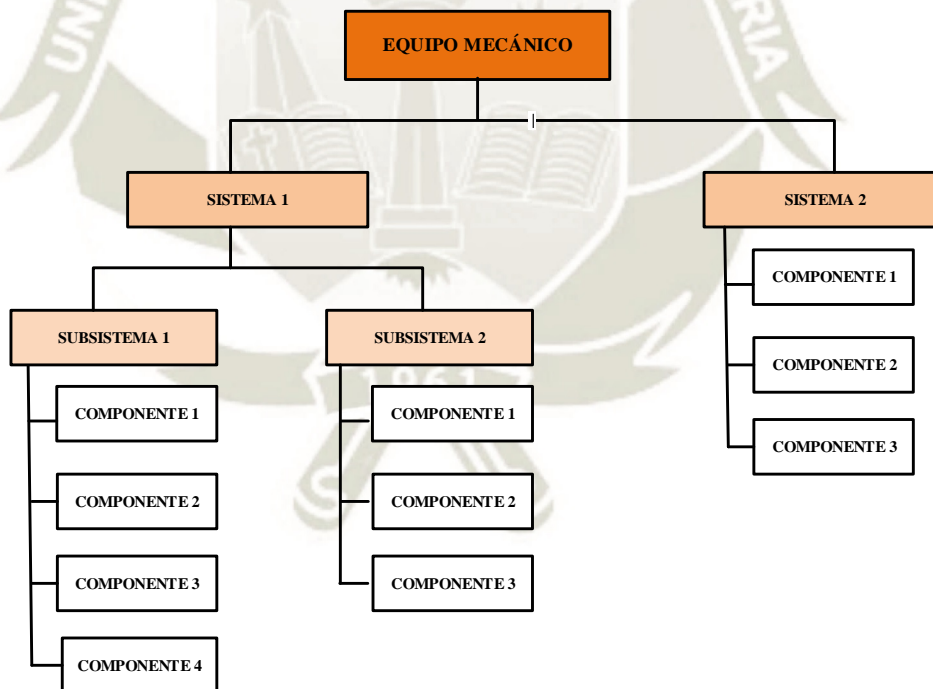 EQUIPO MECÁNICO
SISTEMA 1
SISTEMA 2
SUBSISTEMA 1
COMPONENTE 1
COMPONENTE 2
COMPONENTE 3
COMPONENTE 4
SUBSISTEMA 2
COMPONENTE 1
COMPONENTE 2
COMPONENTE 3
COMPONENTE 1
COMPONENTE 2
COMPONENTE 3
1961